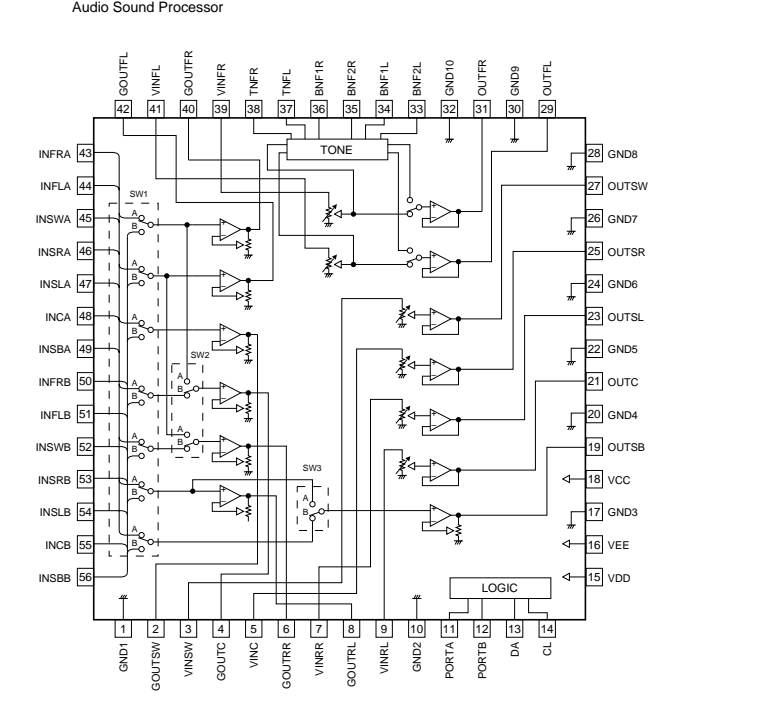 Audio Sound Processor
GOUTFL
VINFL
GOUTFR
VINFR
TNFR
TNFL
BNF1R
BNF2R
BNF1L
BNF2L
GND10
OUTFR
GND9
OUTFL
42 41 40 39 38 37 36 35 34 33 32 31 30 29
TONE
INFRA 43
INFLA 44
INSWA 45
INSRA 46
INSLA 47
INCA 48
INSBA 49
INFRB 50
INFLB 51
INSWB 52
INSRB 53
INSLB 54
INCB 55
INSBB 56
SW1
A
B
A
B
A
B
A
B
A
B
A
B
A
B
SW2
A
B
A
B
SW3
A
B
+
−
+
−
+
−
+
−
+
−
+
−
+
−
+
−
+
−
+
−
+
−
+
−
+
−
28 GND8
27 OUTSW
26 GND7
25 OUTSR
24 GND6
23 OUTSL
22 GND5
21 OUTC
20 GND4
19 OUTSB
18 VCC
17 GND3
16 VEE
15 VDD
LOGIC
1 2 3 4 5 6 7 8 9 10 11 12 13 14
GND1
GOUTSW
VINSW
GOUTC
VINC
GOUTRR
VINRR
GOUTRL
VINRL
GND2
PORTA
PORTB
DA
CL